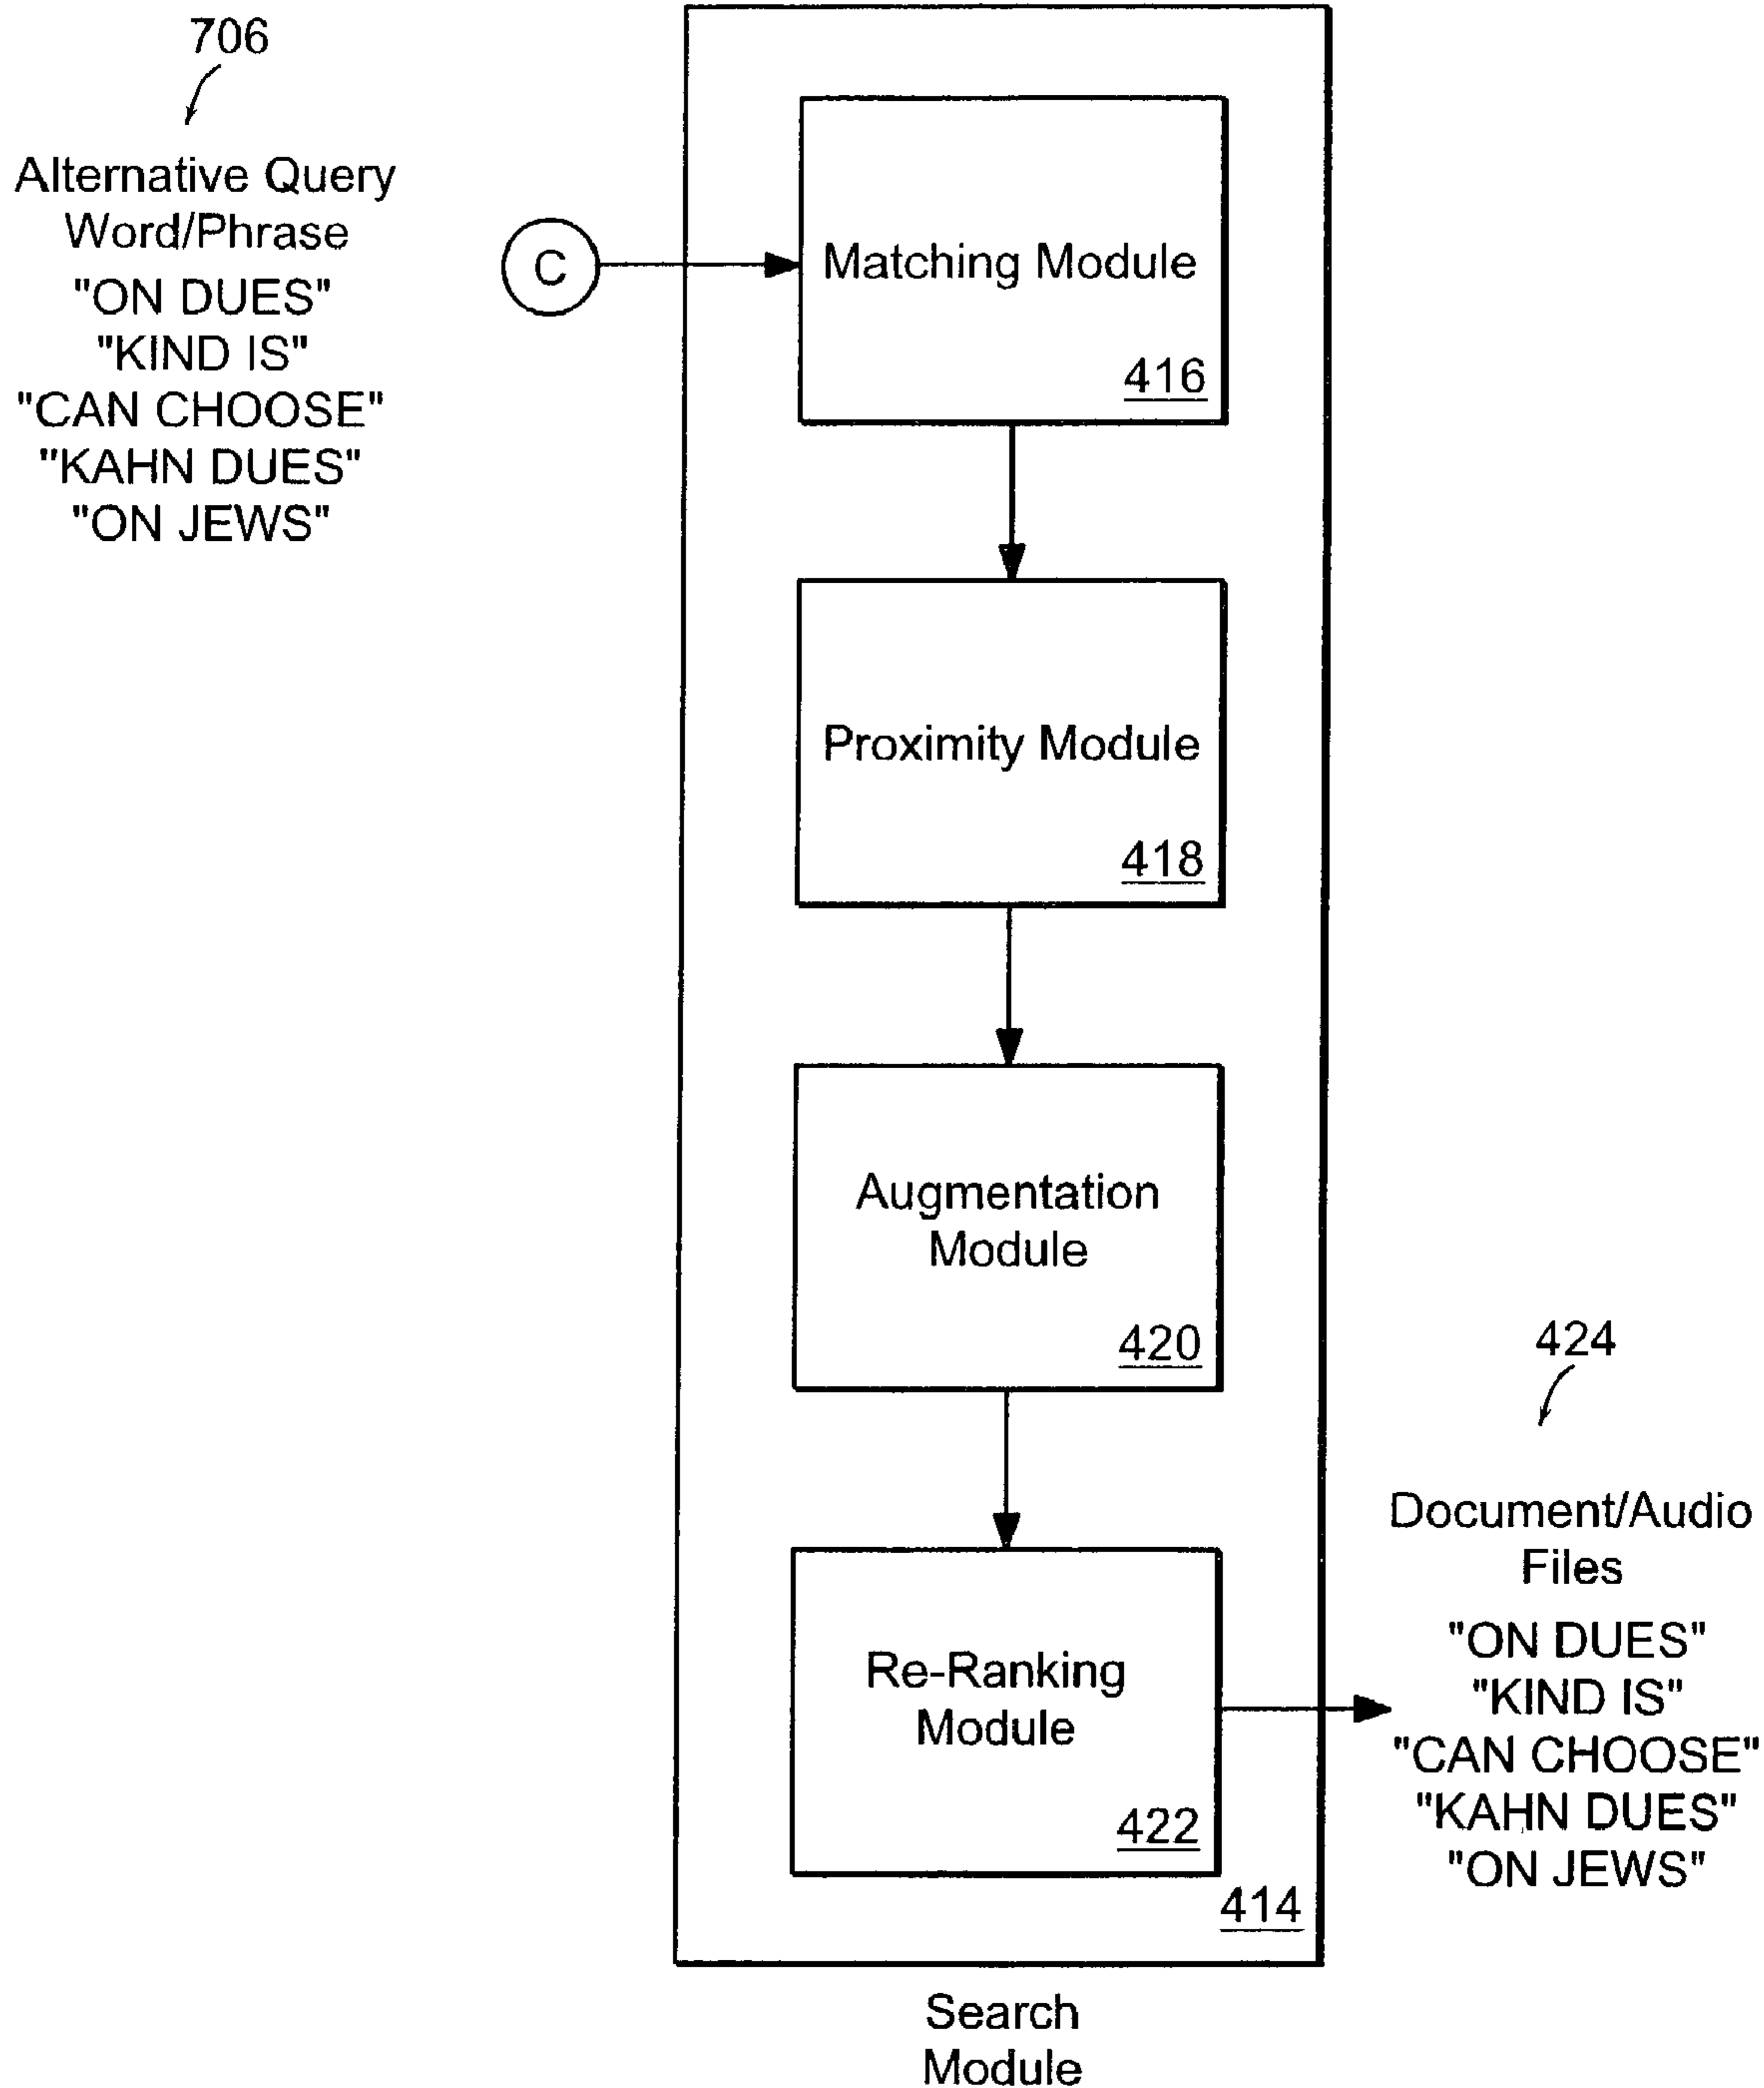 706
Alternative Query
Word/Phrase
"ON DUES"
"KIND IS"
"CAN CHOOSE"
"KAHN DUES"
"ON JEWS"
C
Matching Module
416
Proximity Module
418
Augmentation
Module
420
Re-Ranking
Module
422
414
Search
Module
424
Document/Audio
Files
"ON DUES"
"KIND IS"
"CAN CHOOSE"
"KAHN DUES"
"ON JEWS"